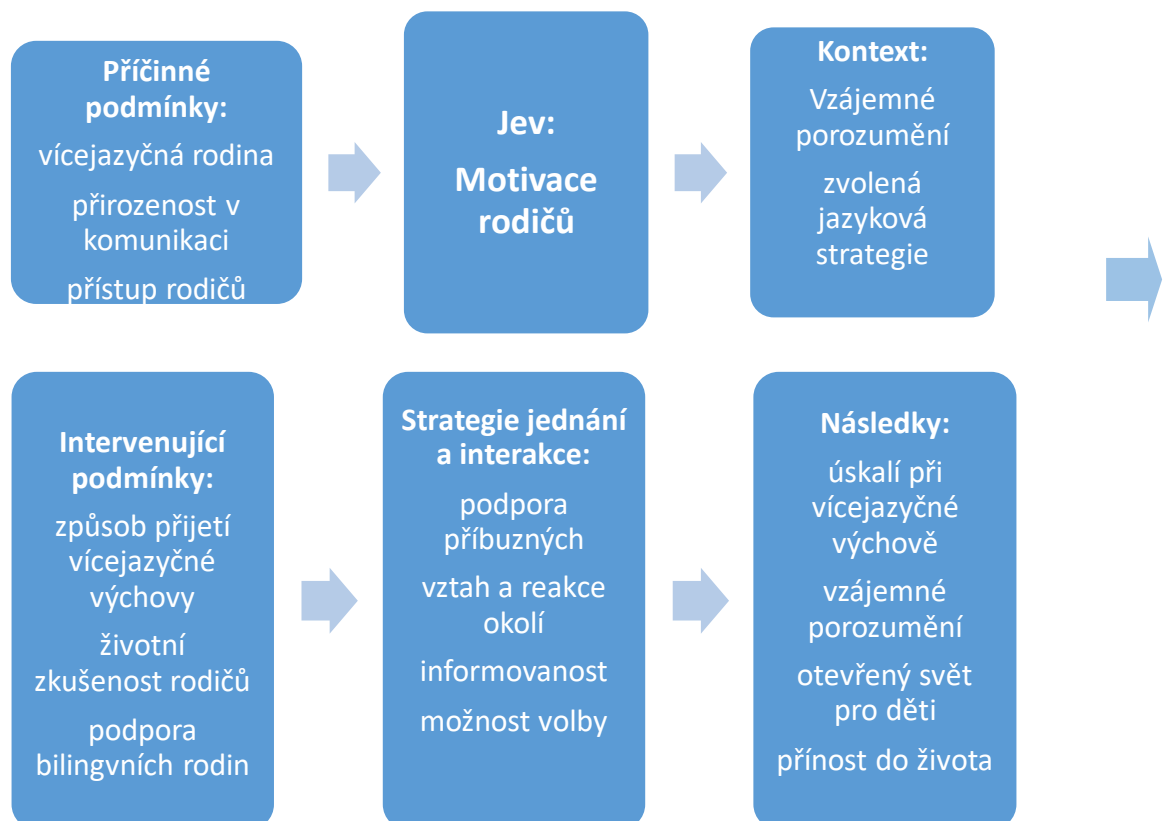 Příčinné
podmínky:
vícejazyčná rodina
přirozenost v
komunikaci
přístup rodičů
Jev:
Motivace
rodičů
Kontext:
Vzájemné
porozumění
zvolená
jazyková
strategie
Intervenující
podmínky:
způsob přijetí
vícejazyčné
výchovy
životní
zkušenost rodičů
podpora
bilingvních rodin
Strategie jednání
a interakce:
podpora
příbuzných
vztah a reakce
okolí
informovanost
možnost volby
Následky:
úskalí při
vícejazyčné
výchově
vzájemné
porozumění
otevřený svět
pro děti
přínost do života